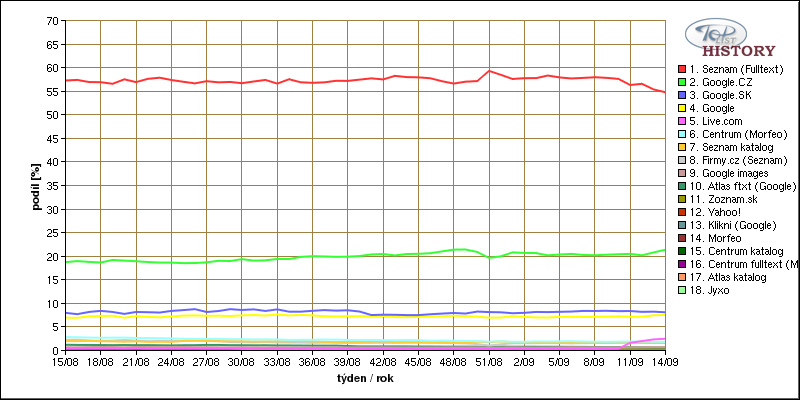 TOP
LIST
HISTORY
70
65
60
55
50
45
40
35
30
25
20
15
10
5
0
podíl [%]
15/08 18/08 21/08 24/08 27/08 30/08 33/08 36/08 39/08 42/08 45/08 48/08 51/08 2/09 5/09 8/09 11/09 14/09
týden / rok
1. Seznam (Fulltext)
2. Google.CZ
3. Google.SK
4. Google
5. Live.com
6. Centrum (Morfeo)
7. Seznam katalog
8. Firmy.cz (Seznam)
9. Google images
10. Atlas ftxt (Google)
11. Zoznam.sk
12. Yahoo!
13. Klikni (Google)
14. Morfeo
15. Centrum katalog
16. Centrum fulltext (M
17. Atlas katalog
18. Jyxo